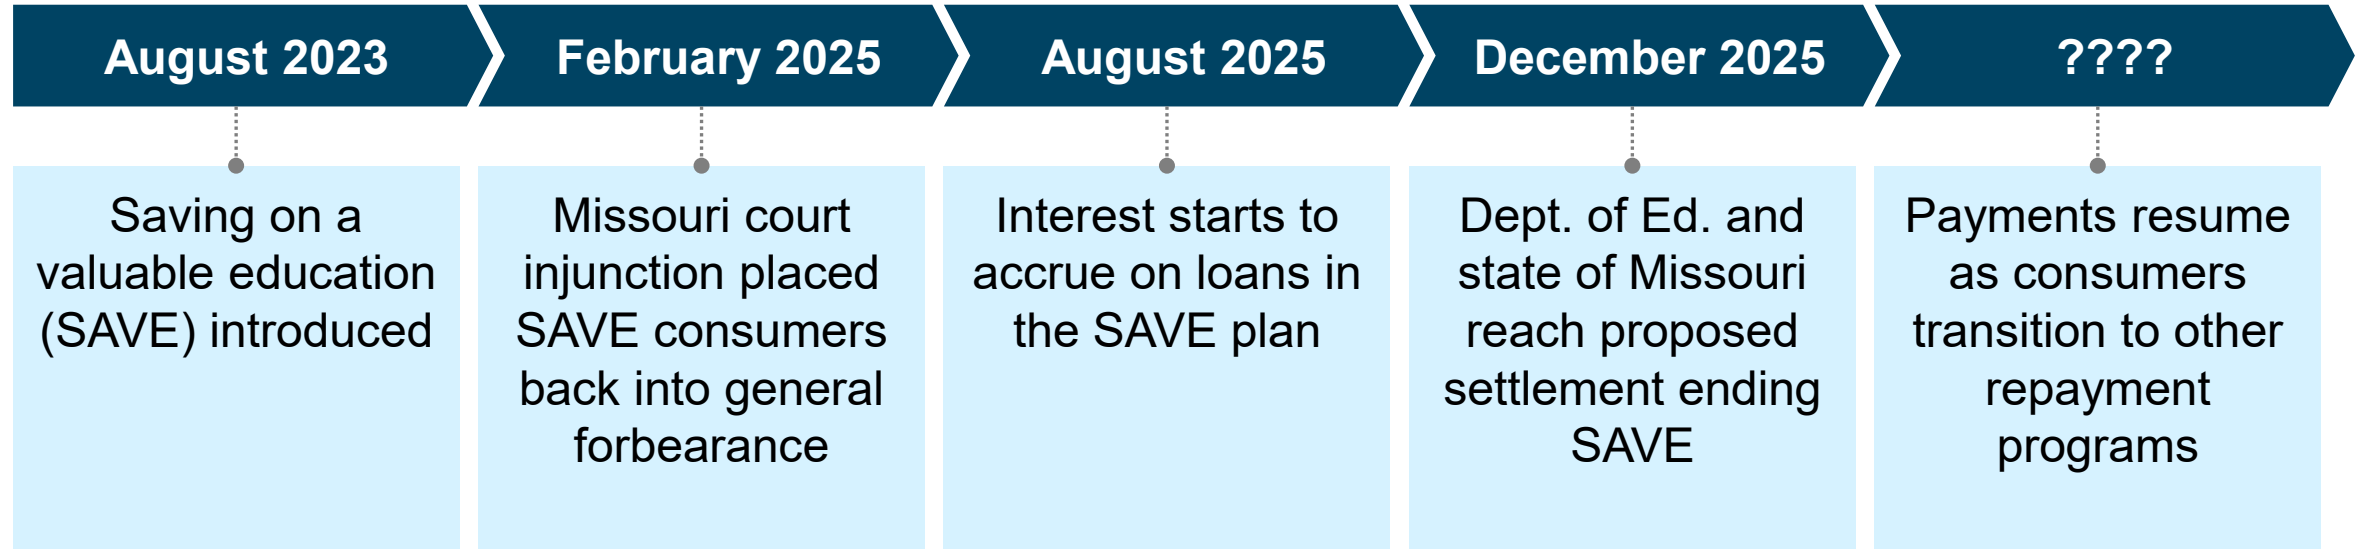 August 2023
February 2025
August 2025
December 2025
????
Saving on a
valuable education
(SAVE) introduced
Missouri court
injunction placed
SAVE consumers
back into general
forbearance
Interest starts to
accrue on loans in
the SAVE plan
Dept. of Ed. and
state of Missouri
reach proposed
settlement ending
SAVE
Payments resume
as consumers
transition to other
repayment
programs